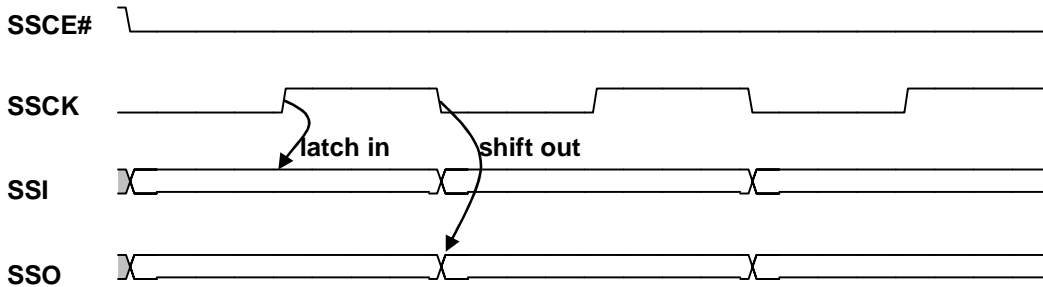 SSCE#
SSCK
latch in
shift out
SSI
SSO